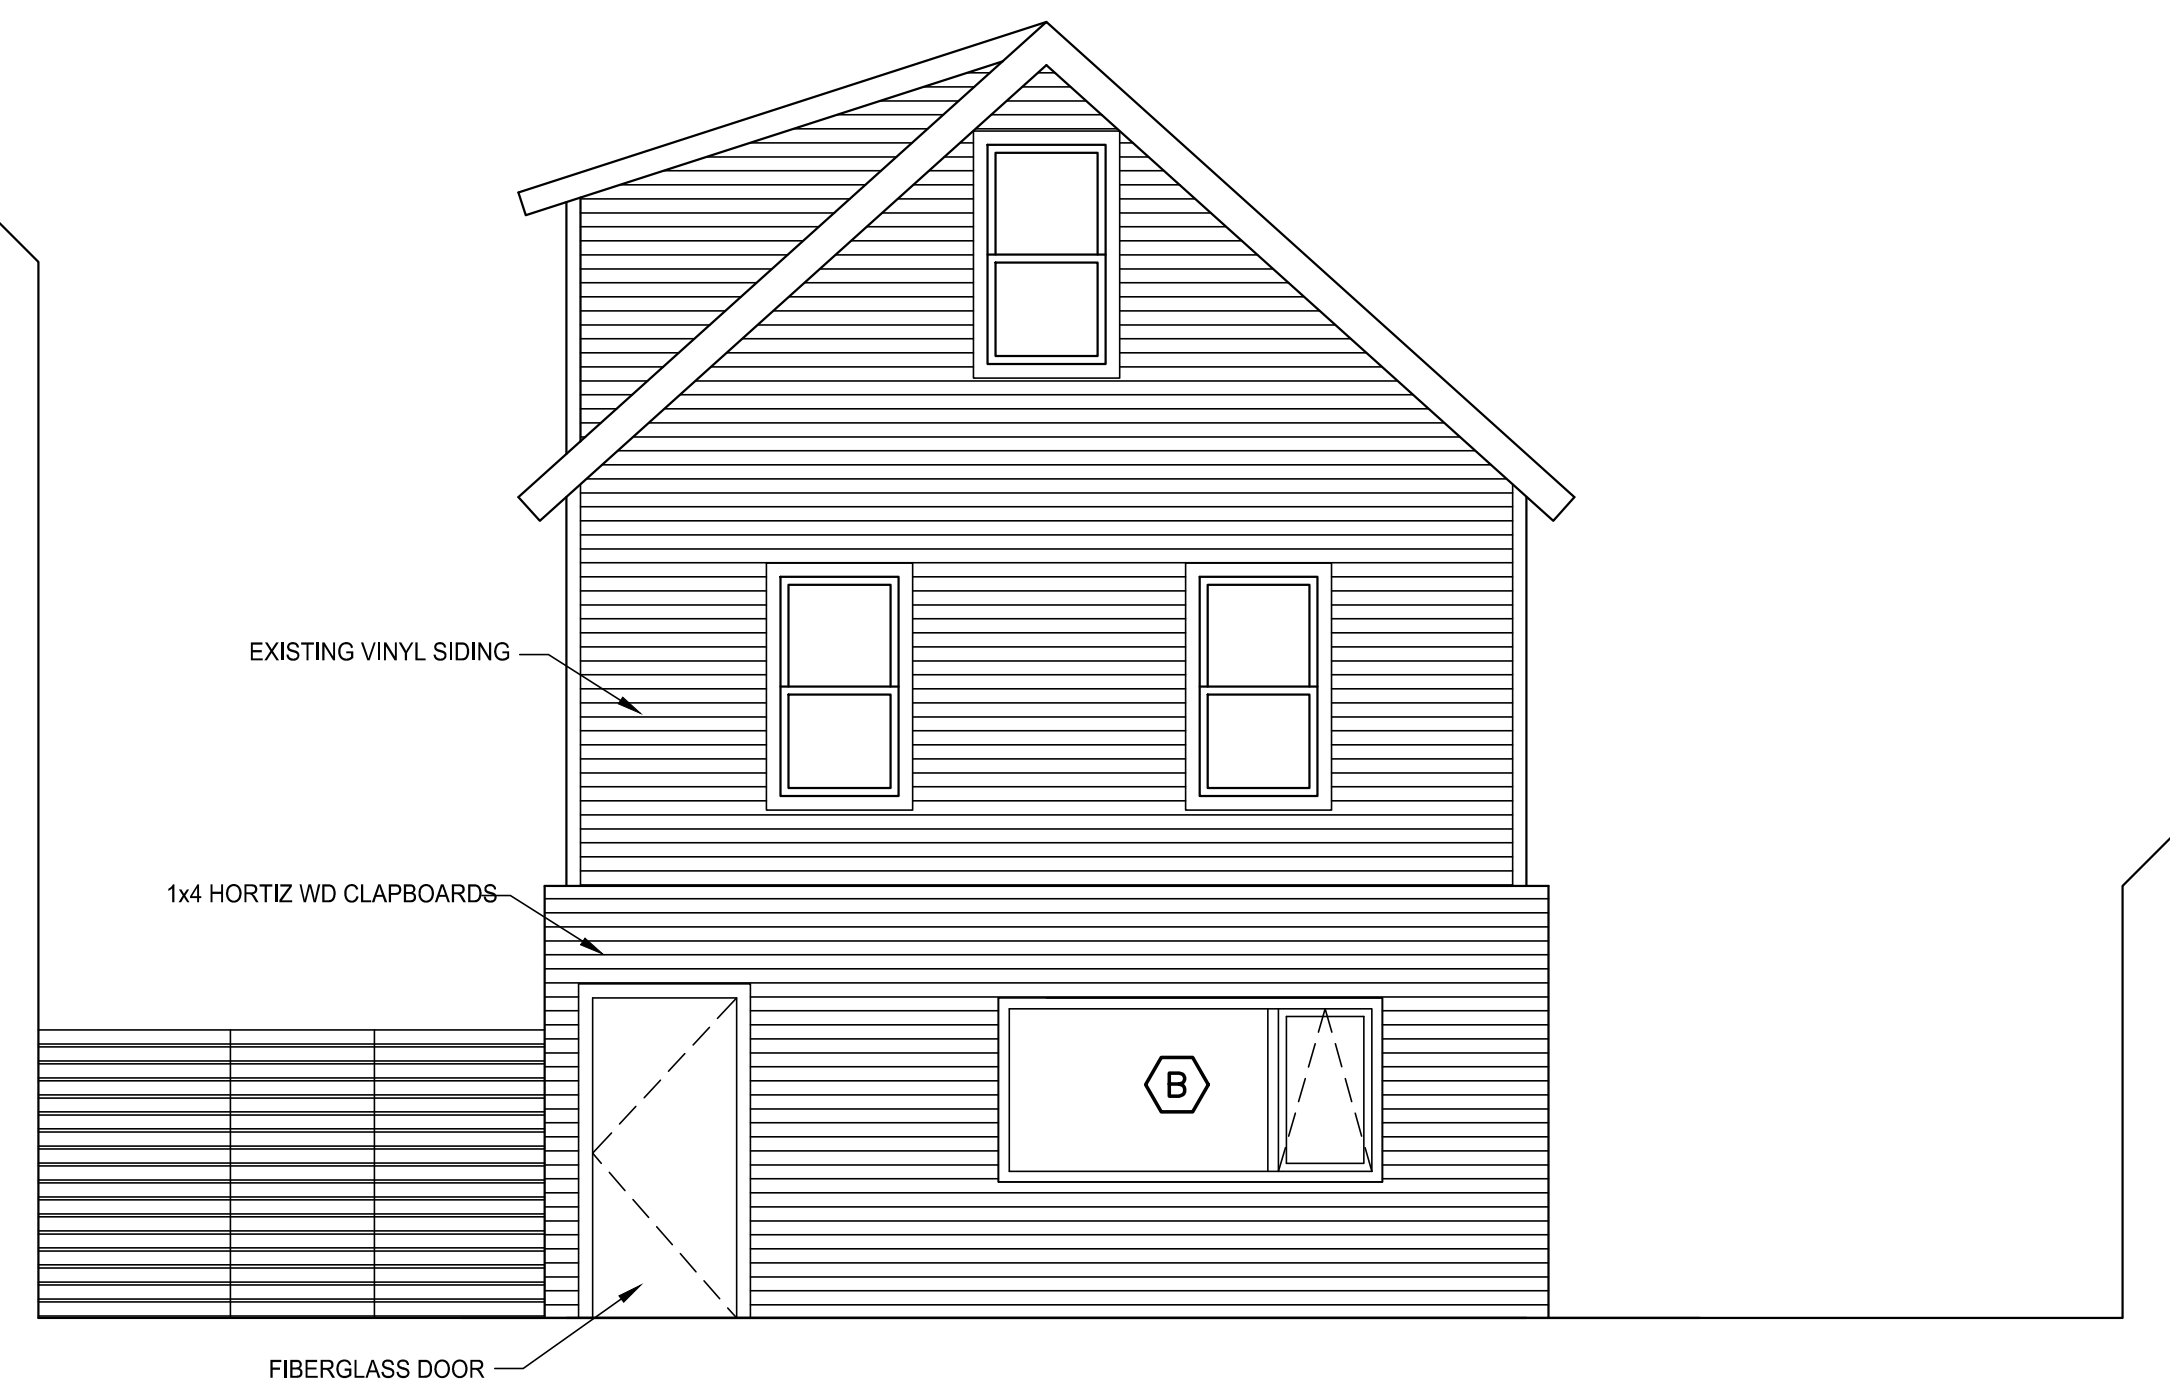 EXISTING VINYL SIDING
1x4 HORTIZ WD CLAPBOARDS
B
FIBERGLASS DOOR